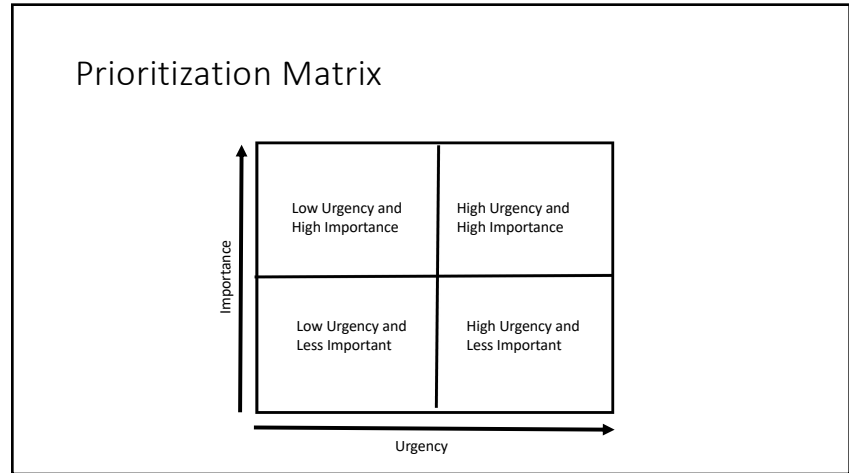 Prioritization Matrix
Low Urgency and
High Importance
High Urgency and
High Importance
Importance
Low Urgency and
Less Important
High Urgency and
Less Important
Urgency